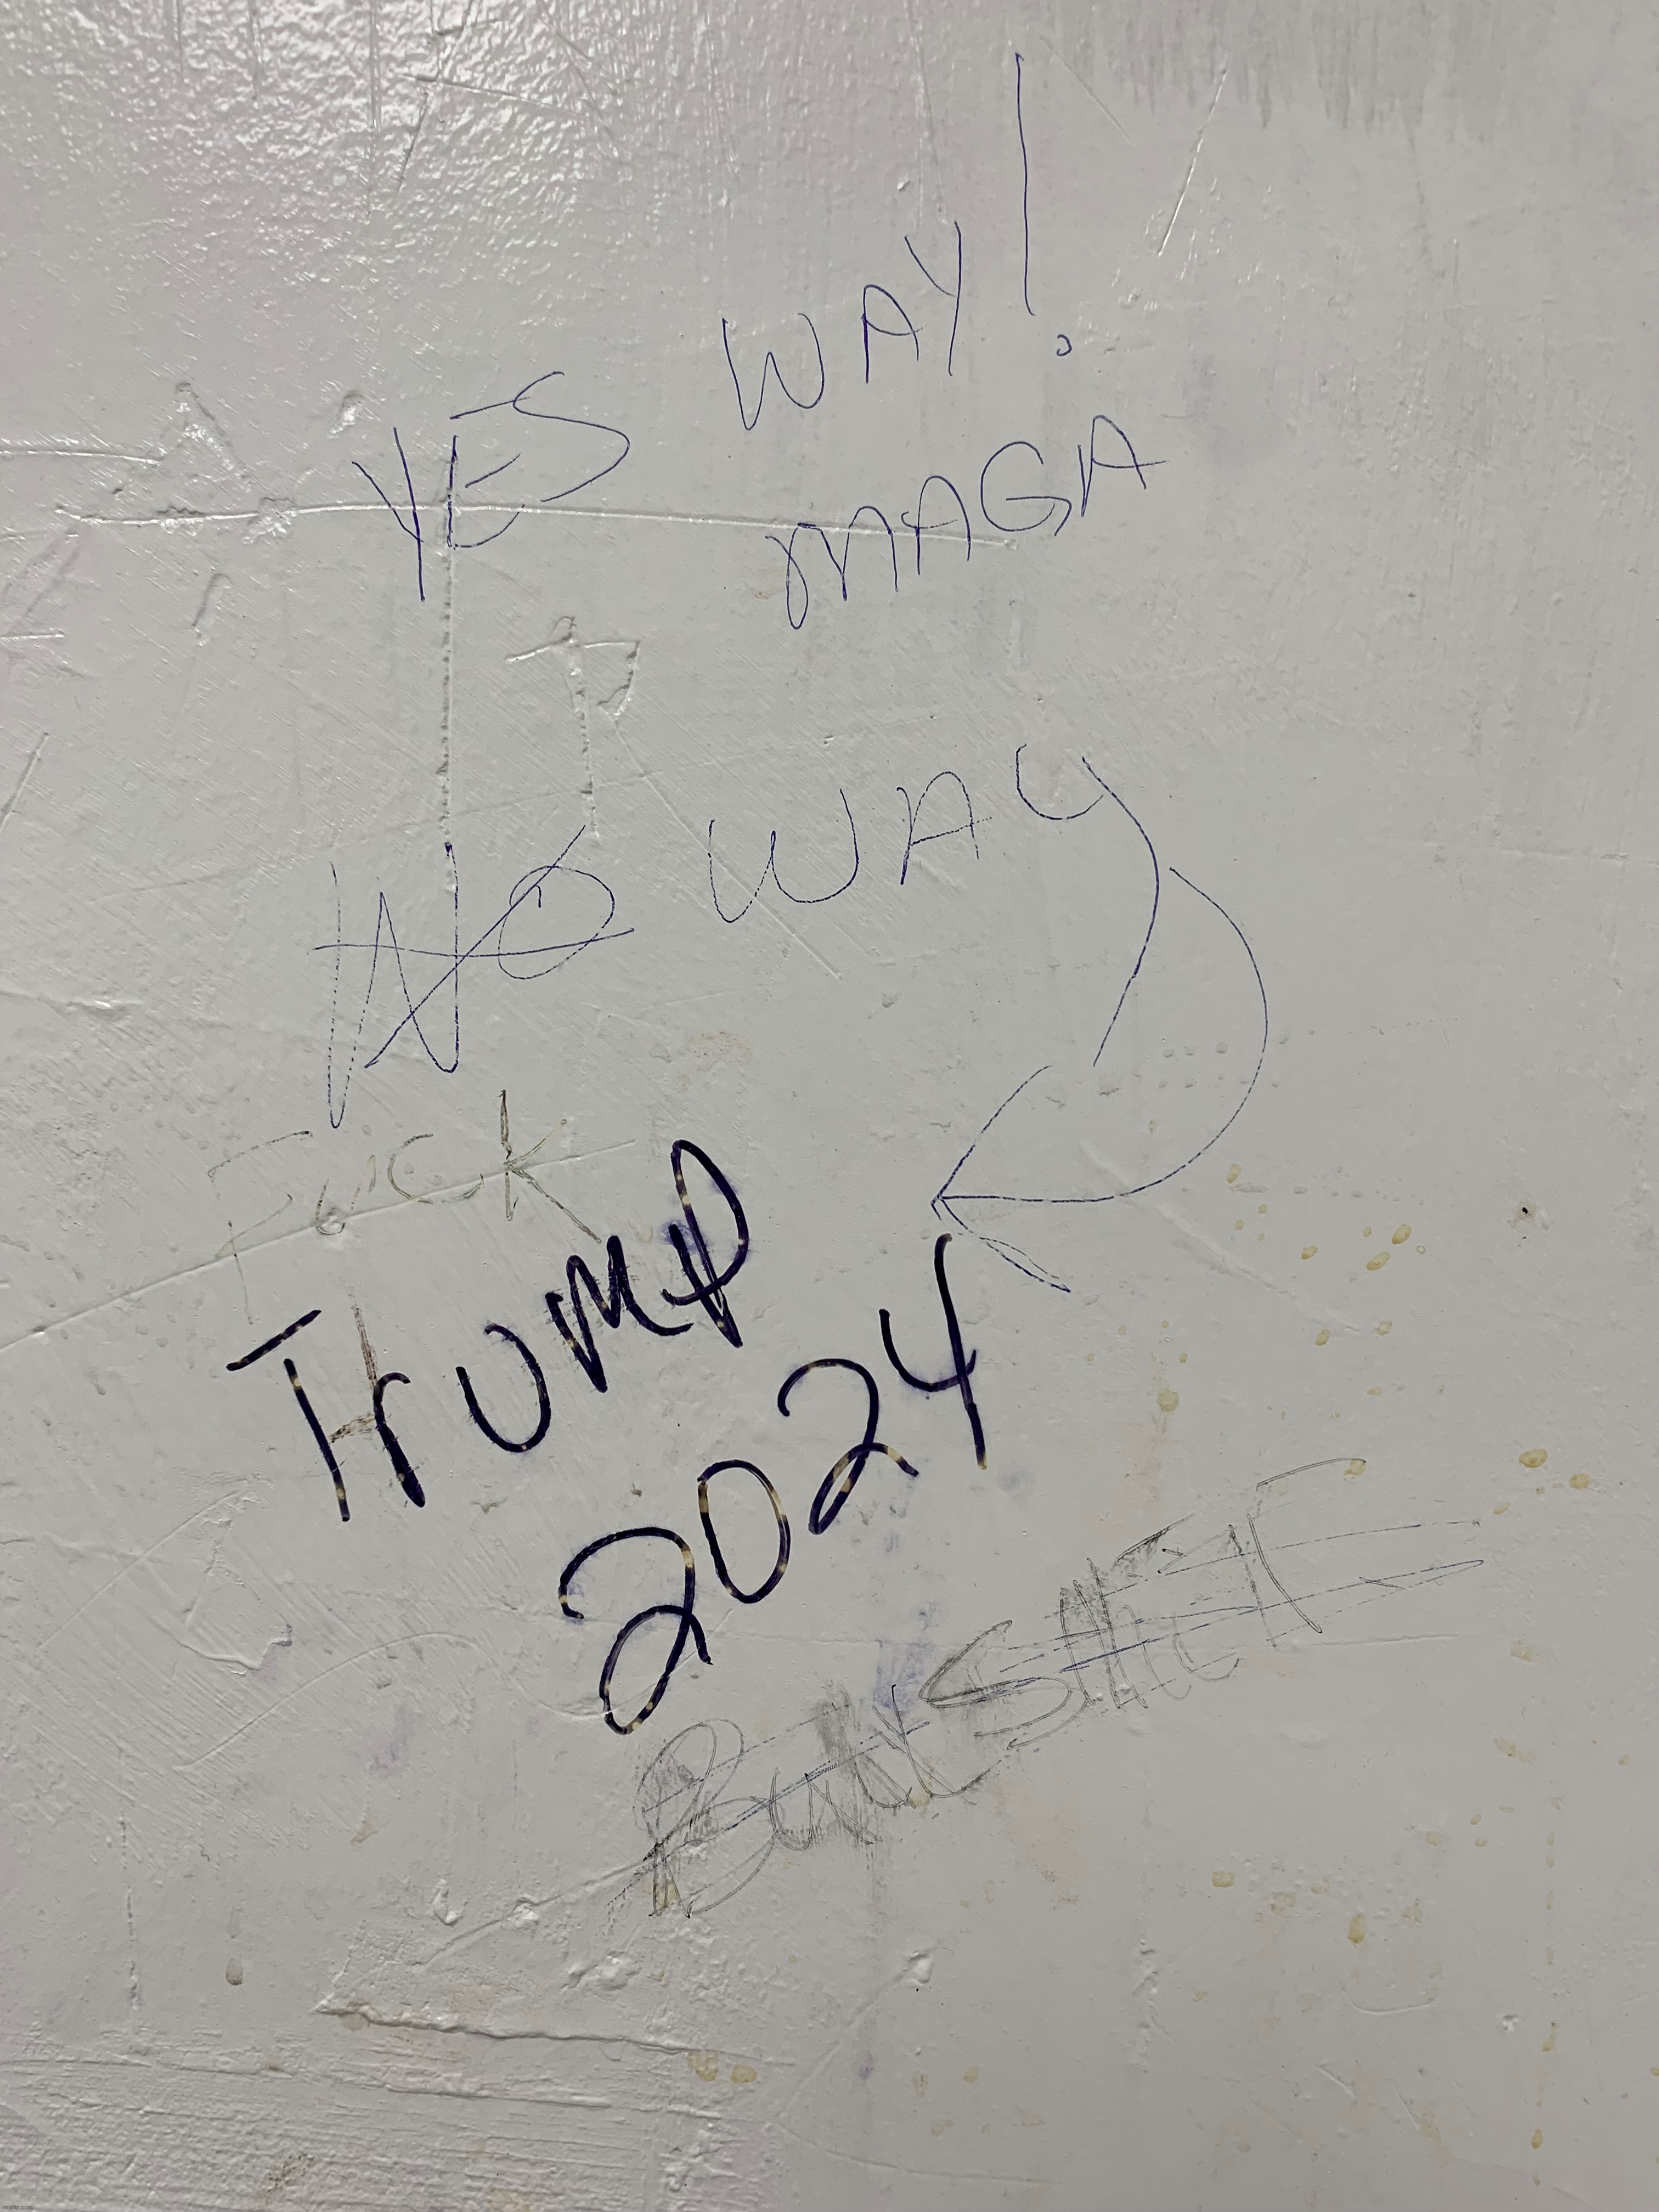 YES WAY!
MAGA
NO WAY
FUCK
TRUMP
2024
BULLSHIT